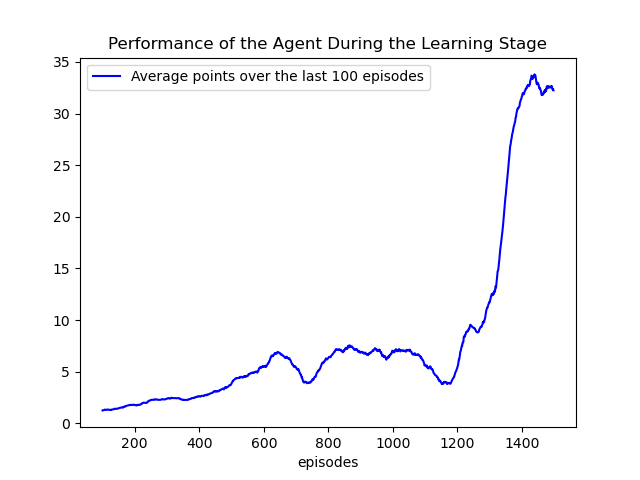 Performance of the Agent During the Learning Stage
Average points over the last 100 episodes
35
30
25
20
15
10
5
0
200 400 600 800 1000 1200 1400
episodes